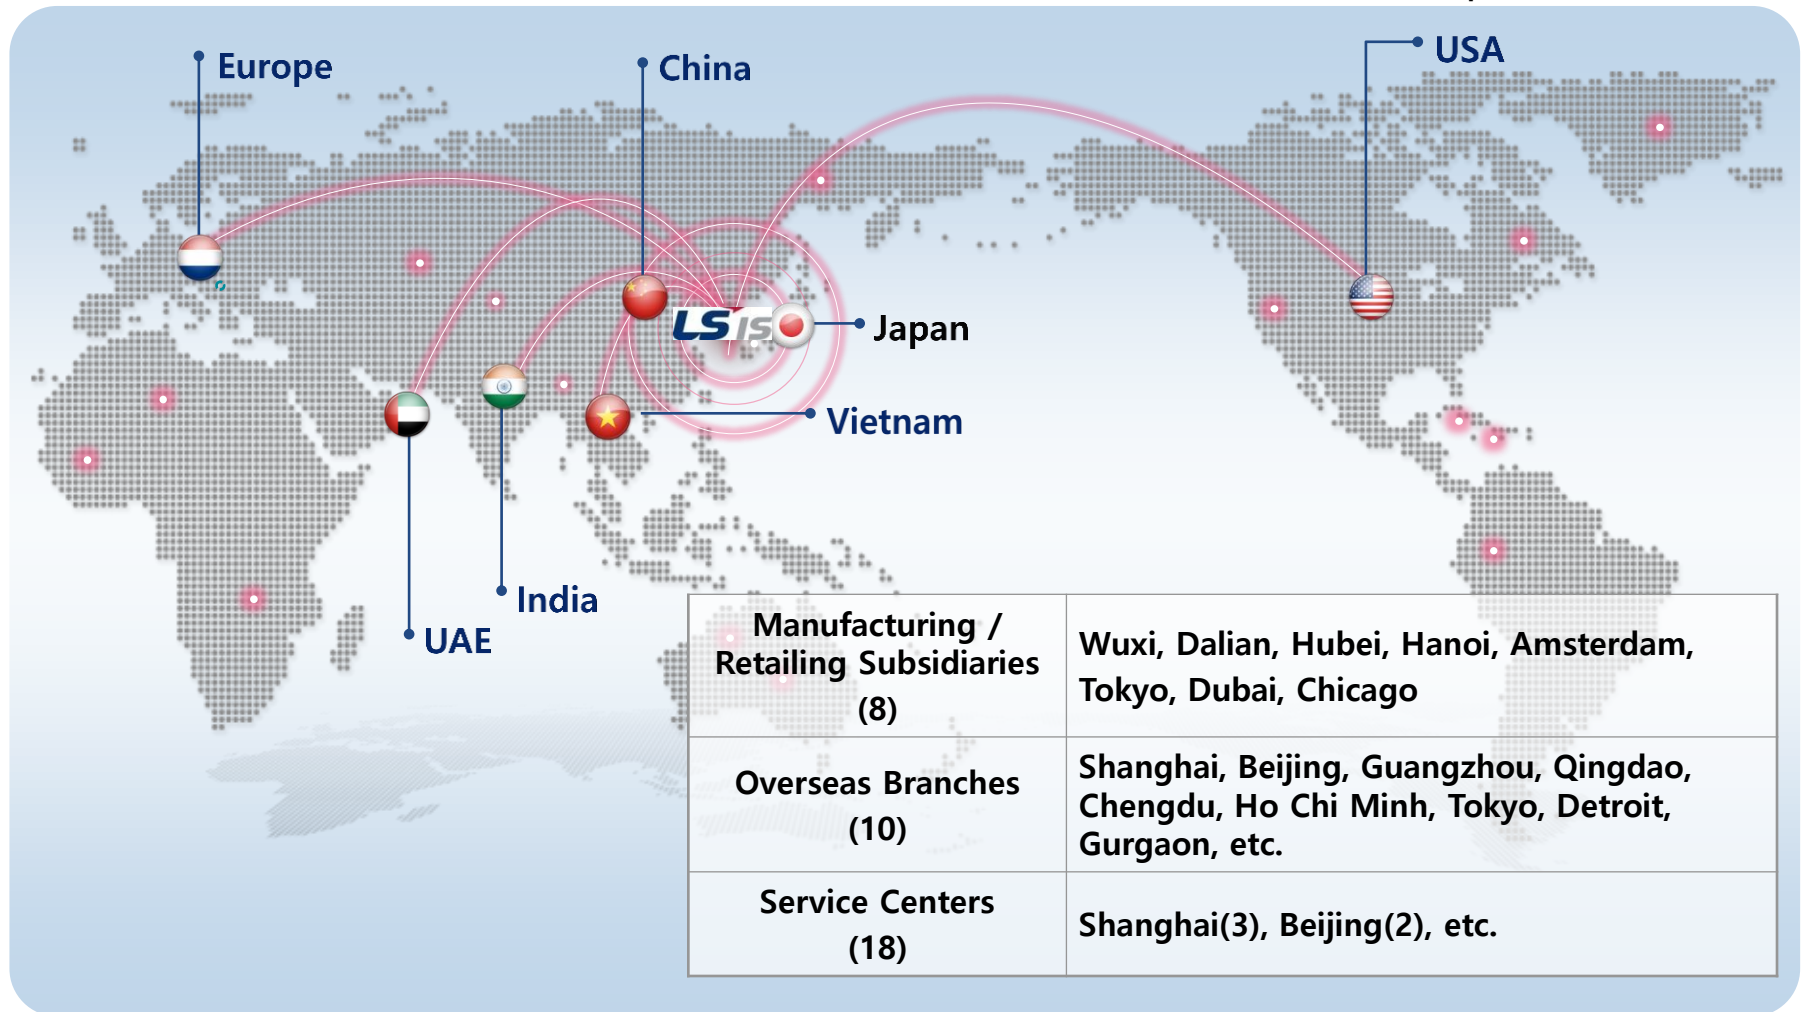 Europe
China
USA
LS IS
Japan
Vietnam
India
UAE
Manufacturing /
Retailing Subsidiaries
(8)
Wuxi, Dalian, Hubei, Hanoi, Amsterdam,
Tokyo, Dubai, Chicago
Overseas Branches
(10)
Shanghai, Beijing, Guangzhou, Qingdao,
Chengdu, Ho Chi Minh, Tokyo, Detroit,
Gurgaon, etc.
Service Centers
(18)
Shanghai(3), Beijing(2), etc.